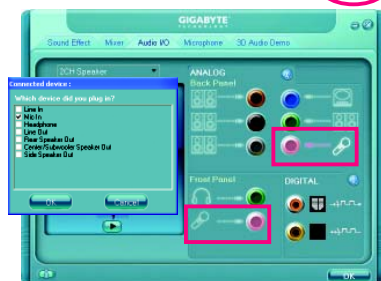 GIGABYTE
TECHNOLOGY
Sound Effect Mixer Audio I/O Microphone 3D Audio Demo
2CH Speaker
ANALOG
Back Panel
Connected device :
Which device did you plug in?
Line In
Mic In
Headphone
Line Out
Rear Speaker Out
Center/Subwoofer Speaker Out
Side Speaker Out
OK Cancel
Front Panel
DIGITAL
OK